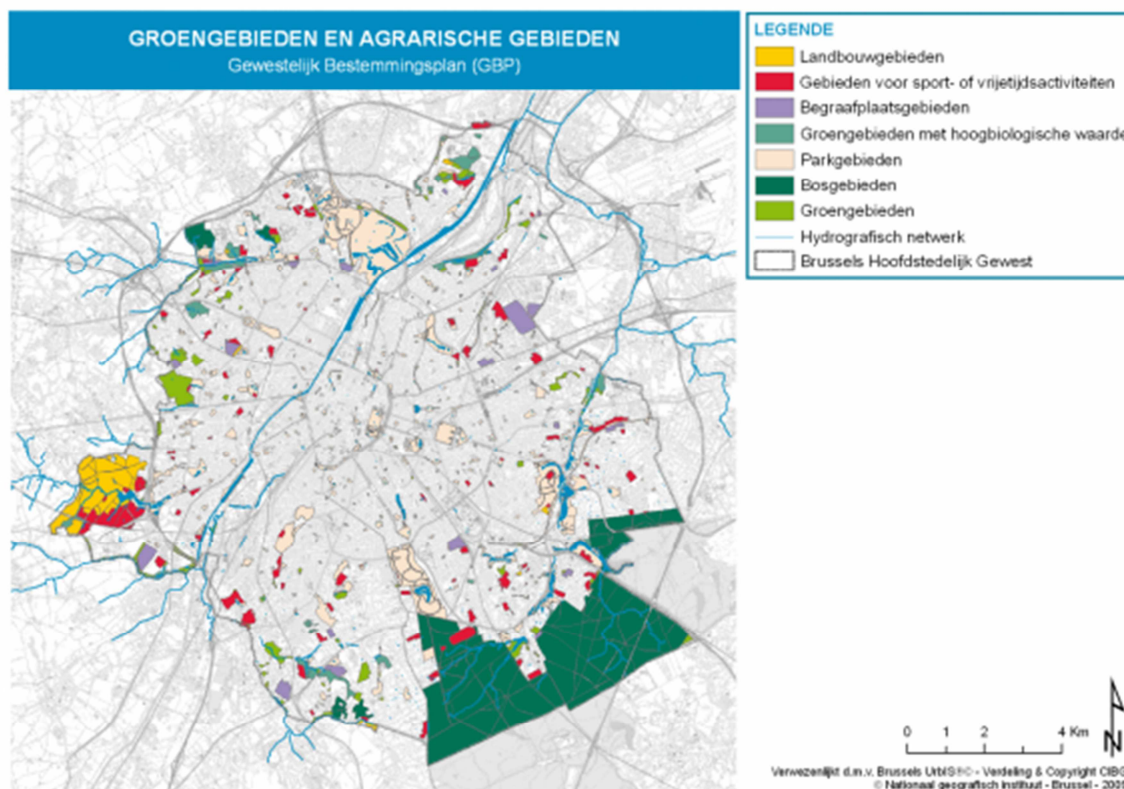 GROENGEBIEDEN EN AGRARISCHE GEBIEDEN
Gewestelijk Bestemmingsplan (GBP)
LEGENDE
Landbouwgebieden
Gebieden voor sport- of vrijetijdsactiviteiten
Begraafplaatsgebieden
Groengebieden met hoogbiologische waarde
Parkgebieden
Bosgebieden
Groengebieden
Hydrografisch netwerk
Brussels Hoofdstedelijk Gewest
0 1 2 4 Km
N
Verwezenlijkt d.m.v. Brussels UrbIS®© - Verdeling & Copyright CIBG
© Nationaal geografisch instituut - Brussel -